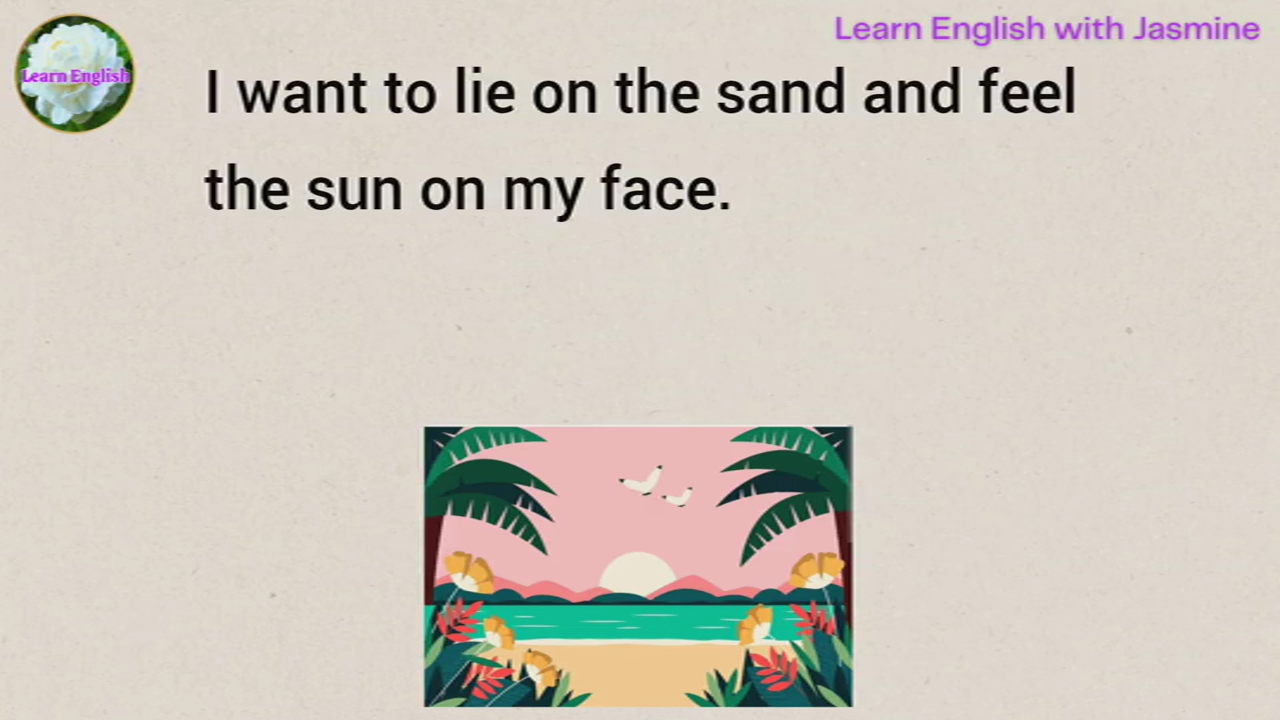 Learn English with Jasmine
Learn English
I want to lie on the sand and feel
the sun on my face.